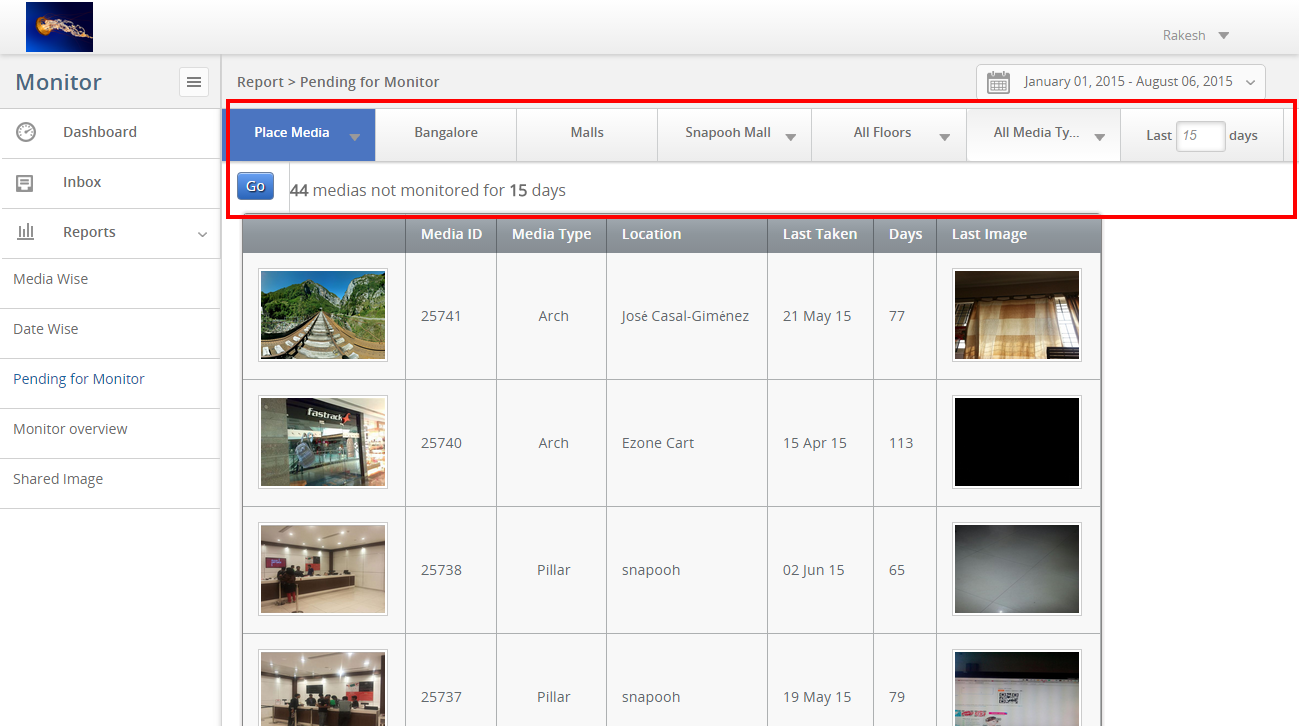 Rakesh
Monitor
Report > Pending for Monitor
January 01, 2015 - August 06, 2015
Dashboard
Inbox
Reports
Media Wise
Date Wise
Pending for Monitor
Monitor overview
Shared Image
Place Media Bangalore Malls Snapooh Mall All Floors All Media Ty... Last 15 days
Go 44 medias not monitored for 15 days
Media ID Media Type Location Last Taken Days Last Image
25741 Arch José Casal-Giménez 21 May 15 77
fastrack
25740 Arch Ezone Cart 15 Apr 15 113
25738 Pillar snapooh 02 Jun 15 65
25737 Pillar snapooh 19 May 15 79